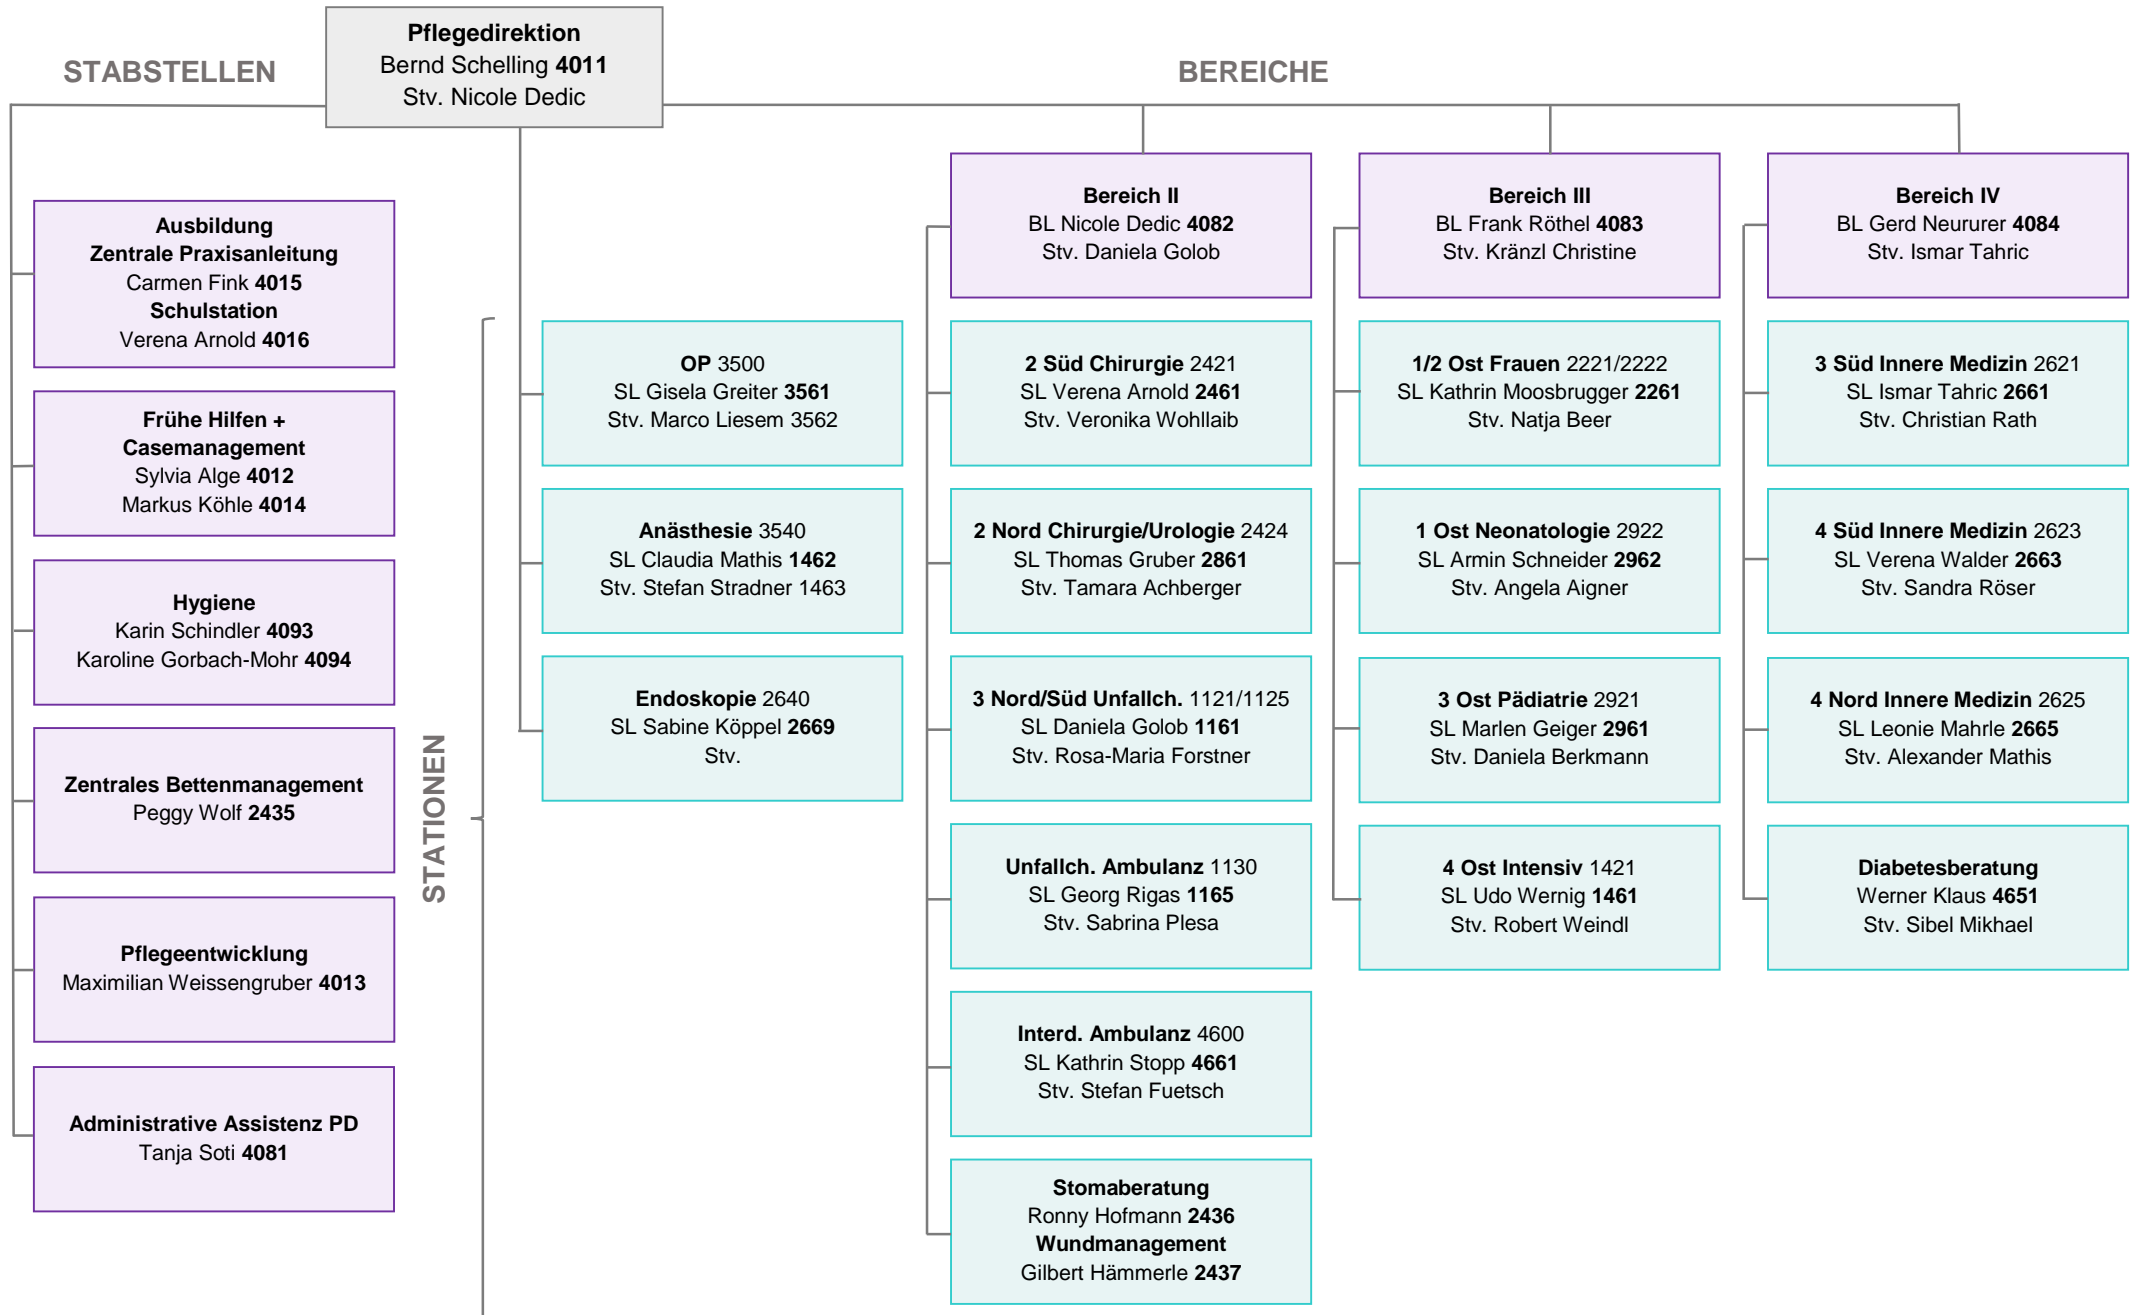 Pflegedirektion
Bernd Schelling 4011
Stv. Nicole Dedic
STABSTELLEN
BEREICHE
Ausbildung
Zentrale Praxisanleitung
Carmen Fink 4015
Schulstation
Verena Arnold 4016
Frühe Hilfen +
Casemanagement
Sylvia Alge 4012
Markus Köhle 4014
Hygiene
Karin Schindler 4093
Karoline Gorbach-Mohr 4094
Zentrales Bettenmanagement
Peggy Wolf 2435
Pflegeentwicklung
Maximilian Weissengruber 4013
Administrative Assistenz PD
Tanja Soti 4081
STATIONEN
OP 3500
SL Gisela Greiter 3561
Stv. Marco Liesem 3562
Anästhesie 3540
SL Claudia Mathis 1462
Stv. Stefan Stradner 1463
Endoskopie 2640
SL Sabine Köppel 2669
Stv.
Bereich II
BL Nicole Dedic 4082
Stv. Daniela Golob
2 Süd Chirurgie 2421
SL Verena Arnold 2461
Stv. Veronika Wohllaib
2 Nord Chirurgie/Urologie 2424
SL Thomas Gruber 2861
Stv. Tamara Achberger
3 Nord/Süd Unfallch. 1121/1125
SL Daniela Golob 1161
Stv. Rosa-Maria Forstner
Unfallch. Ambulanz 1130
SL Georg Rigas 1165
Stv. Sabrina Plesa
Interd. Ambulanz 4600
SL Kathrin Stopp 4661
Stv. Stefan Fuetsch
Stomaberatung
Ronny Hofmann 2436
Wundmanagement
Gilbert Hämmerle 2437
Bereich III
BL Frank Röthel 4083
Stv. Kränzl Christine
1/2 Ost Frauen 2221/2222
SL Kathrin Moosbrugger 2261
Stv. Natja Beer
1 Ost Neonatologie 2922
SL Armin Schneider 2962
Stv. Angela Aigner
3 Ost Pädiatrie 2921
SL Marlen Geiger 2961
Stv. Daniela Berkmann
4 Ost Intensiv 1421
SL Udo Wernig 1461
Stv. Robert Weindl
Bereich IV
BL Gerd Neururer 4084
Stv. Ismar Tahric
3 Süd Innere Medizin 2621
SL Ismar Tahric 2661
Stv. Christian Rath
4 Süd Innere Medizin 2623
SL Verena Walder 2663
Stv. Sandra Röser
4 Nord Innere Medizin 2625
SL Leonie Mahrle 2665
Stv. Alexander Mathis
Diabetesberatung
Werner Klaus 4651
Stv. Sibel Mikhael